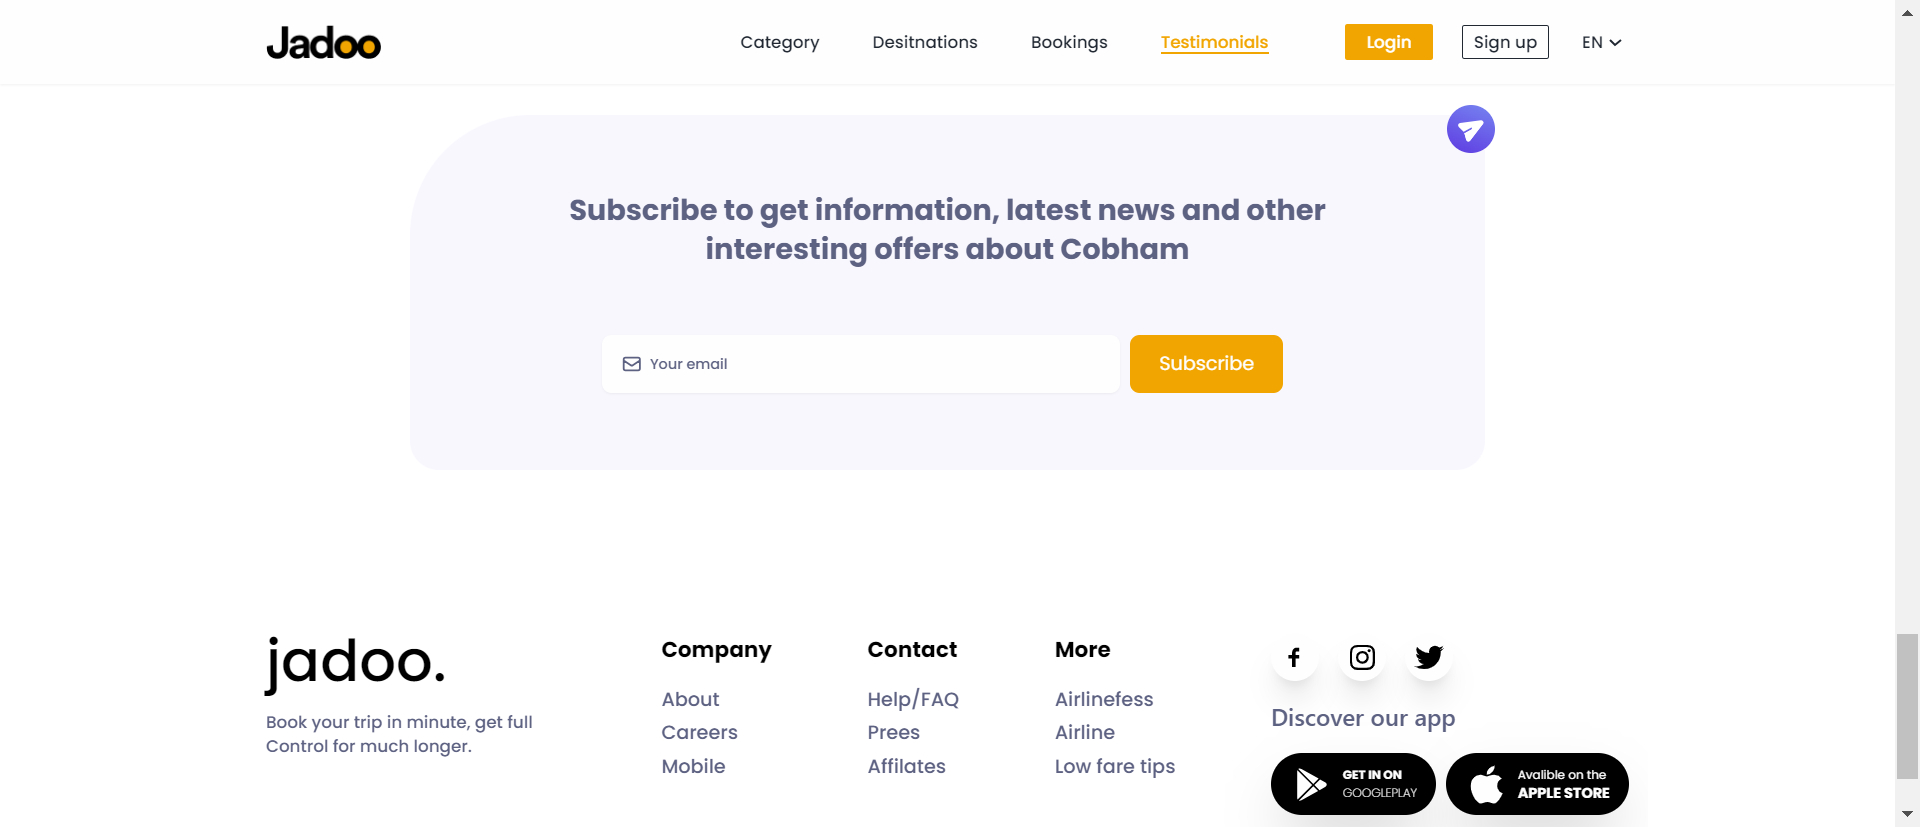 Jadoo
Category
Desitnations
Bookings
Testimonials
Login
Sign up
EN
Subscribe to get information, latest news and other
interesting offers about Cobham
Your email
Subscribe
jadoo.
Book your trip in minute, get full
Control for much longer.
Company
About
Careers
Mobile
Contact
Help/FAQ
Prees
Affilates
More
Airlinefess
Airline
Low fare tips
Discover our app
GET IN ON
GOOGLEPLAY
Avalible on the
APPLE STORE